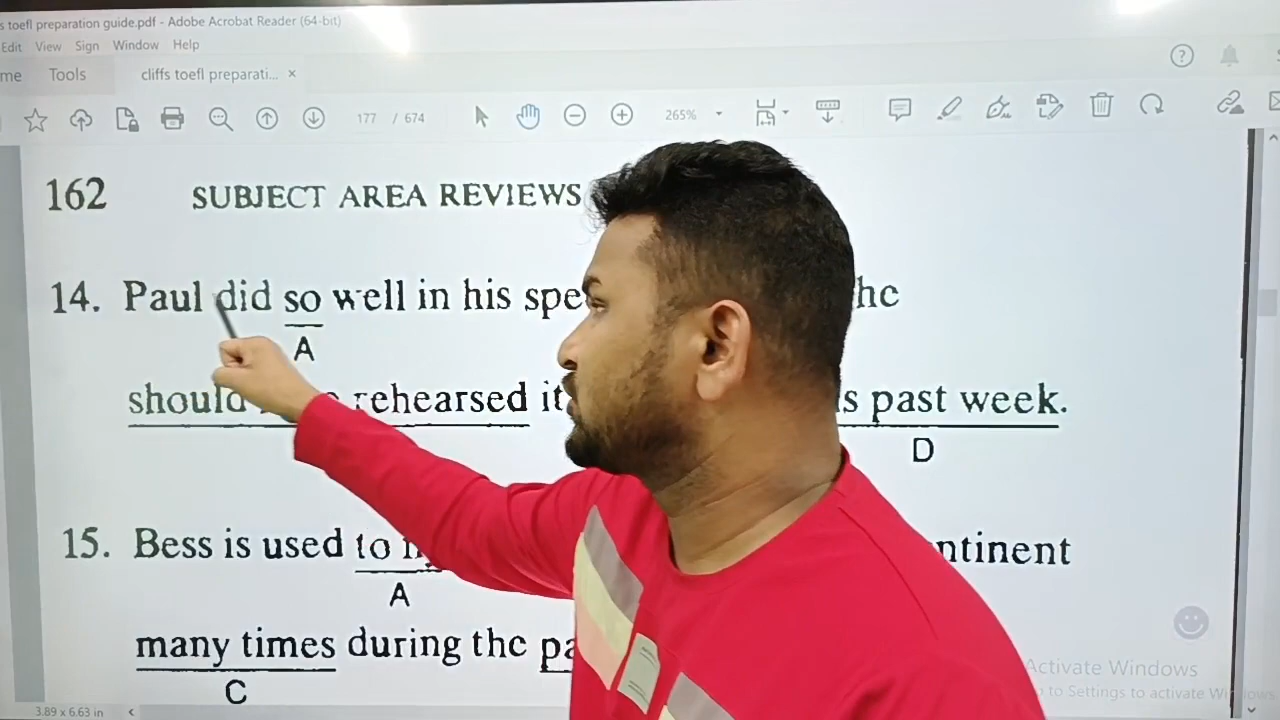 s toefl preparation guide.pdf - Adobe Acrobat Reader (64-bit)
Edit View Sign Window Help
me Tools cliffs toefl preparati... ×
177 / 674 265%
162 SUBJECT AREA REVIEWS
14. Paul did so well in his spe
A
should rehearsed it s past week.
D
15. Bess is used to ntinent
A
many times during the pa
C
Activate Windows
to Settings to activate Windows
3.89 x 6.63 in